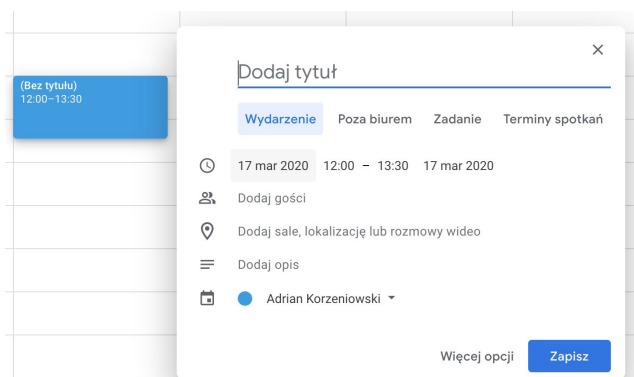 (Bez tytułu)
12:00–13:30
Dodaj tytuł
Wydarzenie Poza biurem Zadanie Terminy spotkań
17 mar 2020 12:00 – 13:30 17 mar 2020
Dodaj gości
Dodaj sale, lokalizację lub rozmowy wideo
Dodaj opis
Adrian Korzeniowski
Więcej opcji Zapisz